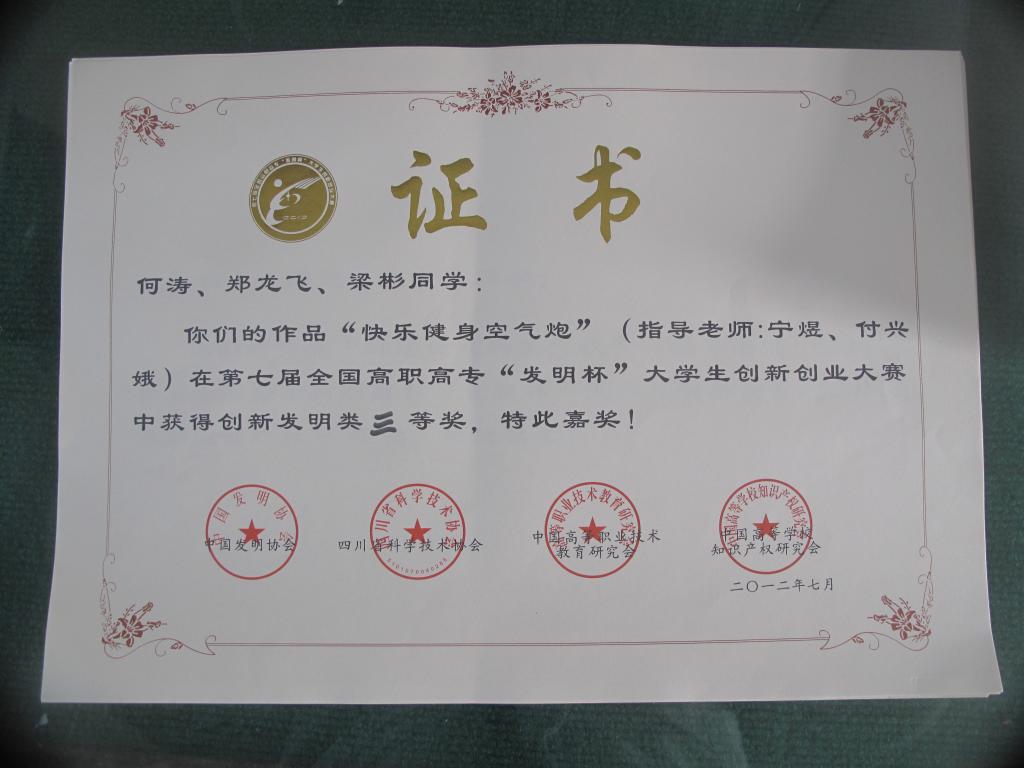 证书
何涛、郑龙飞、梁彬同学：
你们的作品“快乐健身空气炮”（指导老师:宁煜、付兴
娥）在第七届全国高职高专“发明杯”大学生创新创业大赛
中获得创新发明类三等奖，特此嘉奖！
中国发明协会
四川省科学技术协会
中国高等职业技术
教育研究会
中国高等学校
知识产权研究会
二〇一二年七月